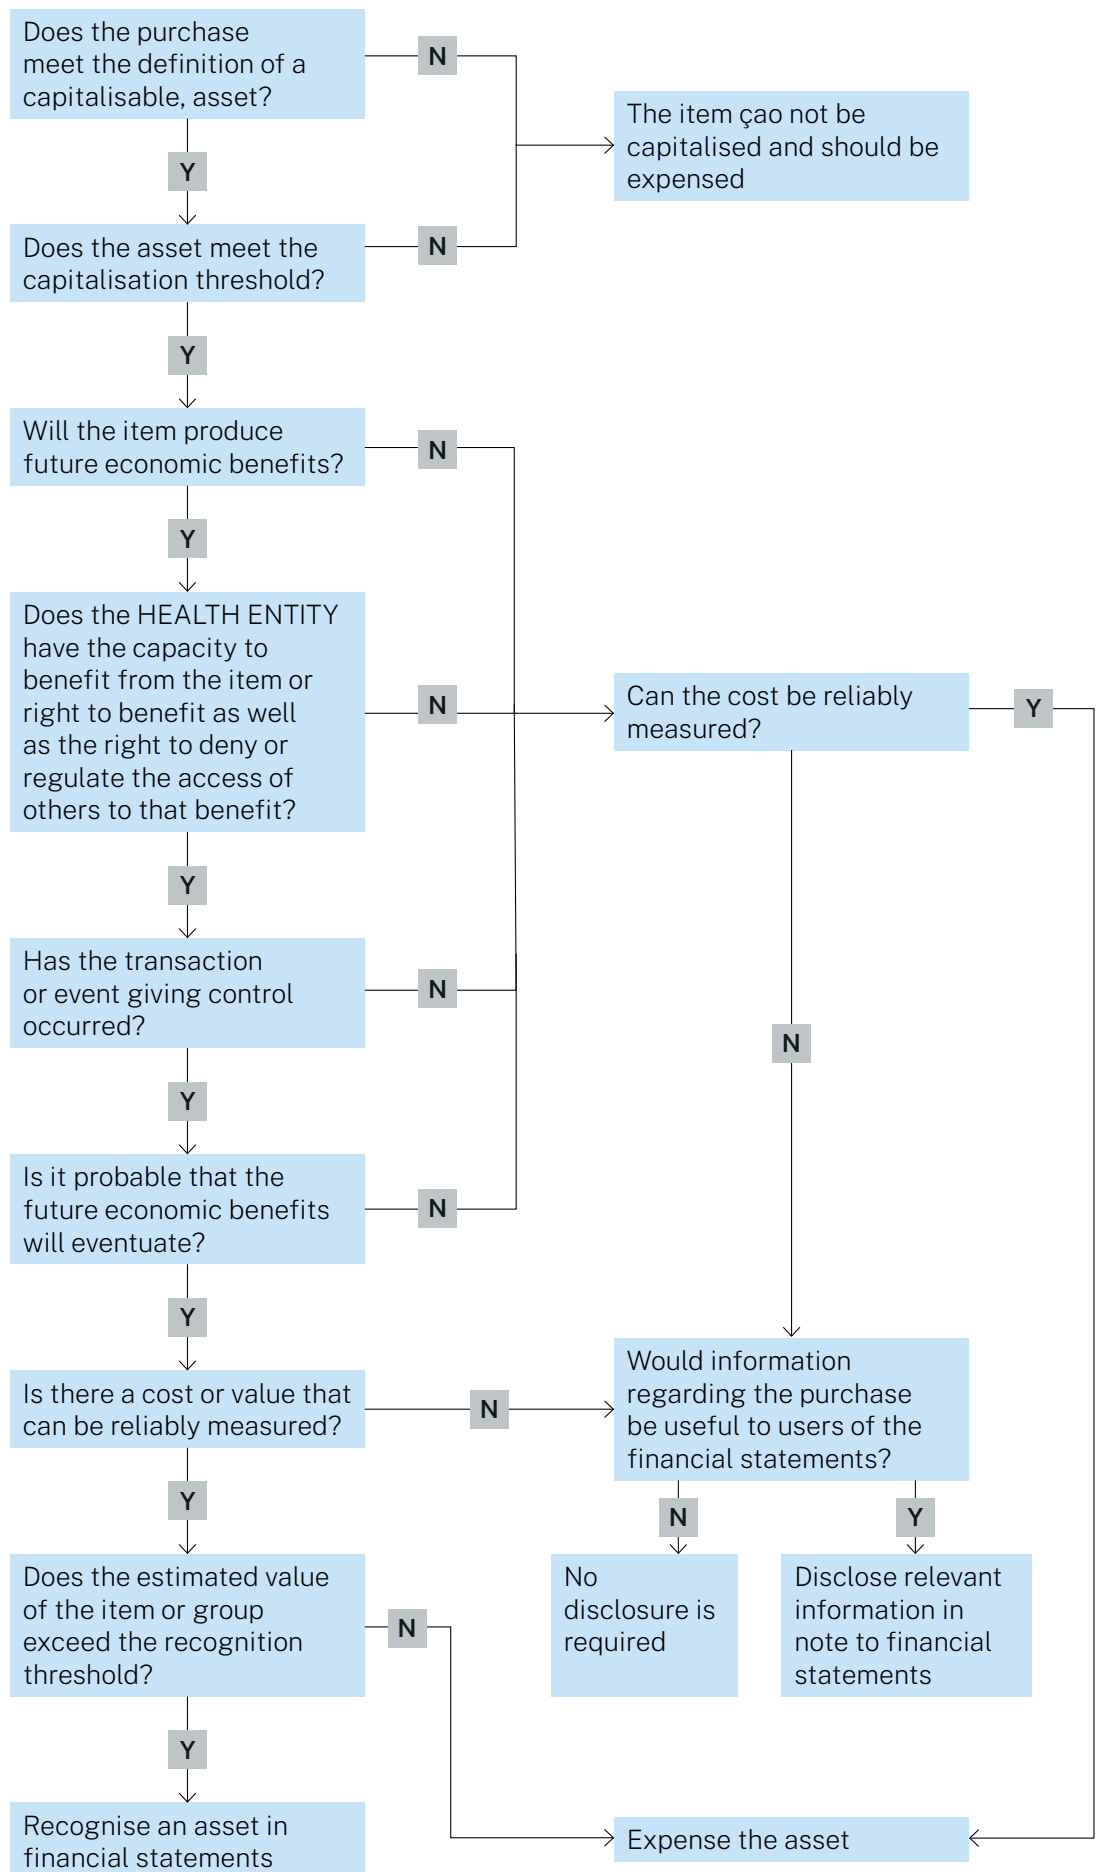 Does the purchase
meet the definition of a
capitalisable, asset?
N
The item çao not be
capitalised and should be
expensed
Y
Does the asset meet the
capitalisation threshold?
N
Y
Will the item produce
future economic benefits?
N
Y
Does the HEALTH ENTITY
have the capacity to
benefit from the item or
right to benefit as well
as the right to deny or
regulate the access of
others to that benefit?
N
Can the cost be reliably
measured?
Y
Y
Has the transaction
or event giving control
occurred?
N
N
Y
Is it probable that the
future economic benefits
will eventuate?
N
Y
Is there a cost or value that
can be reliably measured?
N
Would information
regarding the purchase
be useful to users of the
financial statements?
Y
N
Y
Does the estimated value
of the item or group
exceed the recognition
threshold?
N
No
disclosure is
required
Disclose relevant
information in
note to financial
statements
Y
Recognise an asset in
financial statements
Expense the asset